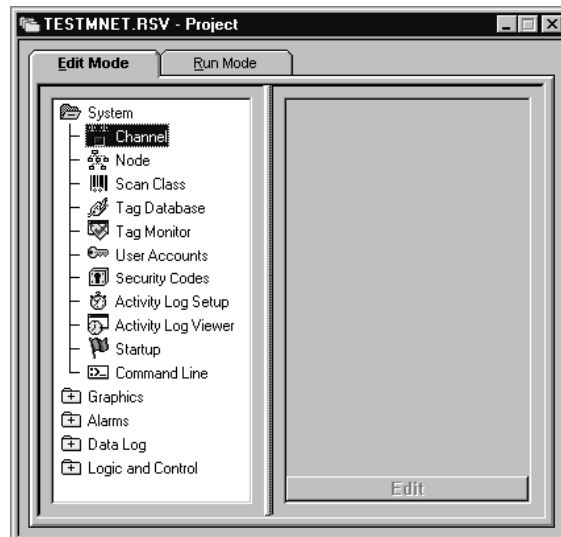 TESTMNET.RSV - Project
Edit Mode
Run Mode
System
Channel
Node
Scan Class
Tag Database
Tag Monitor
User Accounts
Security Codes
Activity Log Setup
Activity Log Viewer
Startup
Command Line
Graphics
Alarms
Data Log
Logic and Control
Edit